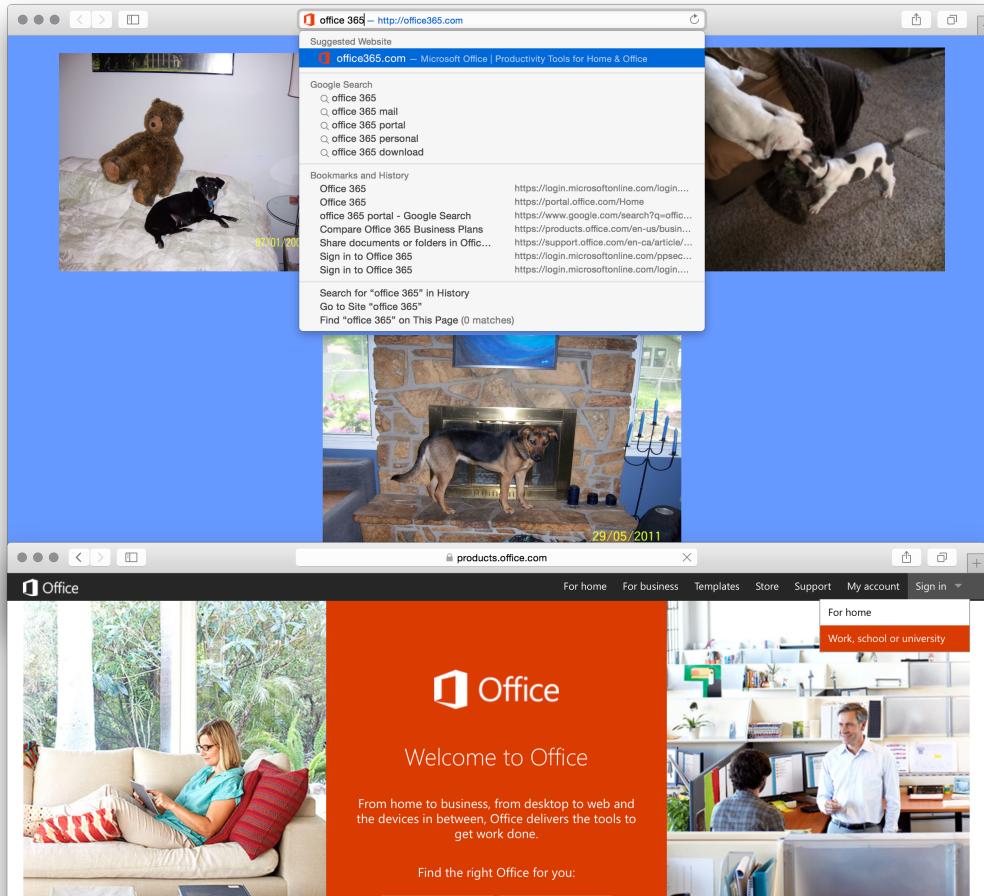 office 365 — http://office365.com
Suggested Website
office365.com — Microsoft Office | Productivity Tools for Home & Office
Google Search
office 365
office 365 mail
office 365 portal
office 365 personal
office 365 download
Bookmarks and History
Office 365 https://login.microsoftonline.com/login....
Office 365 https://portal.office.com/Home
office 365 portal - Google Search https://www.google.com/search?q=offic...
Compare Office 365 Business Plans https://products.office.com/en-us/busin...
Share documents or folders in Offic... https://support.office.com/en-ca/article/...
Sign in to Office 365 https://login.microsoftonline.com/ppsec...
Sign in to Office 365 https://login.microsoftonline.com/login....
Search for “office 365” in History
Go to Site “office 365”
Find “office 365” on This Page (0 matches)
07/01/200
29/05/2011
products.office.com
Office
For home For business Templates Store Support My account Sign in
For home
Work, school or university
Office
Welcome to Office
From home to business, from desktop to web and
the devices in between, Office delivers the tools to
get work done.
Find the right Office for you: